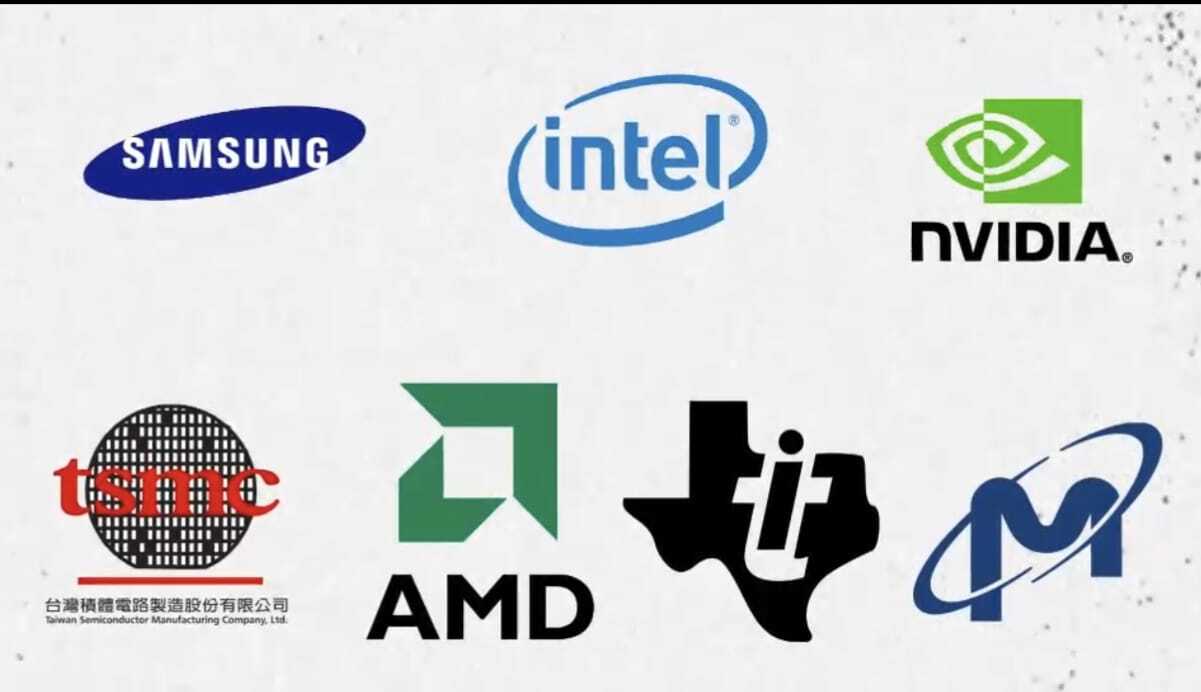 SAMSUNG
intel®
nVIDIA®
tsmc
台灣積體電路製造股份有限公司
Taiwan Semiconductor Manufacturing Company, Ltd.
AMD
ti
M